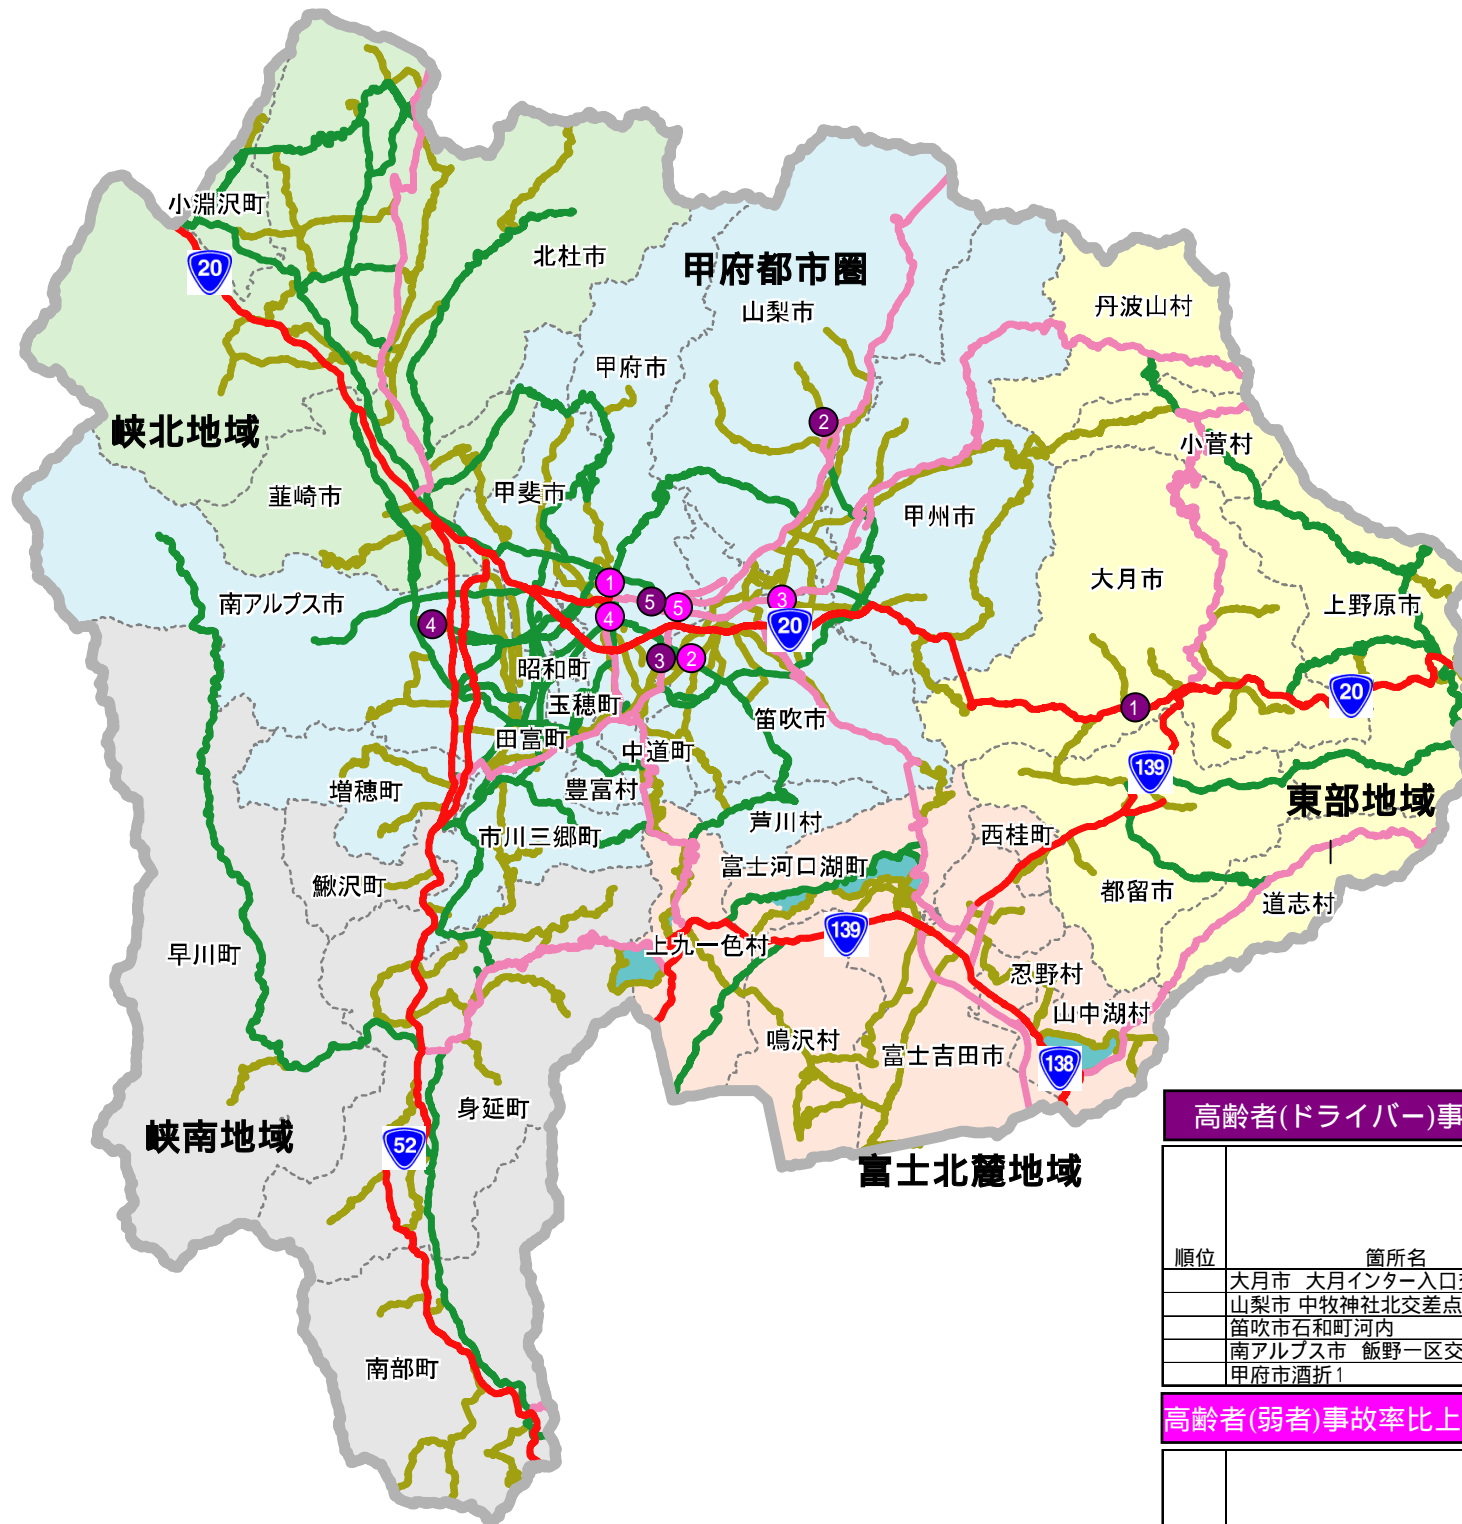 小淵沢町
20
北杜市
甲府都市圏
山梨市
丹波山村
甲府市
峡北地域
2
小菅村
韮崎市
甲斐市
甲州市
大月市
南アルプス市
1
5
5
3
上野原市
4
4
20
3
2
昭和町
玉穂町
笛吹市
1
20
田富町
中道町
139
増穂町
豊富村
東部地域
芦川村
市川三郷町
西桂町
富士河口湖町
鰍沢町
都留市
道志村
早川町
上九一色村
139
忍野村
山中湖村
鳴沢村
富士吉田市
138
身延町
峡南地域
52
富士北麓地域
南部町
高齢者(ドライバー)事
順位 箇所名
大月市 大月インター入口
山梨市 中牧神社北交差点
笛吹市石和町河内
南アルプス市 飯野一区交
甲府市酒折1
高齢者(弱者)事故率比上